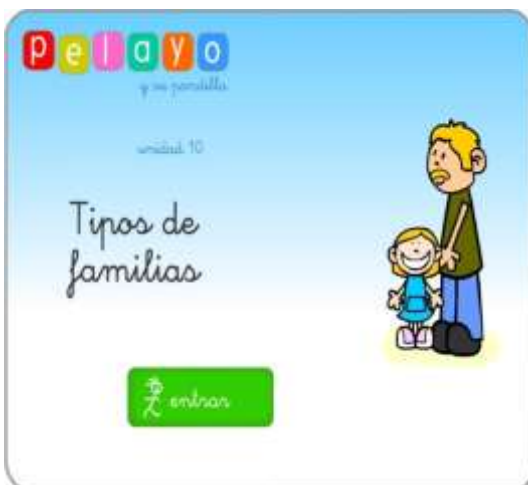 pelayo
y su pandilla
unidad 10
Tipos de
familias
entrar